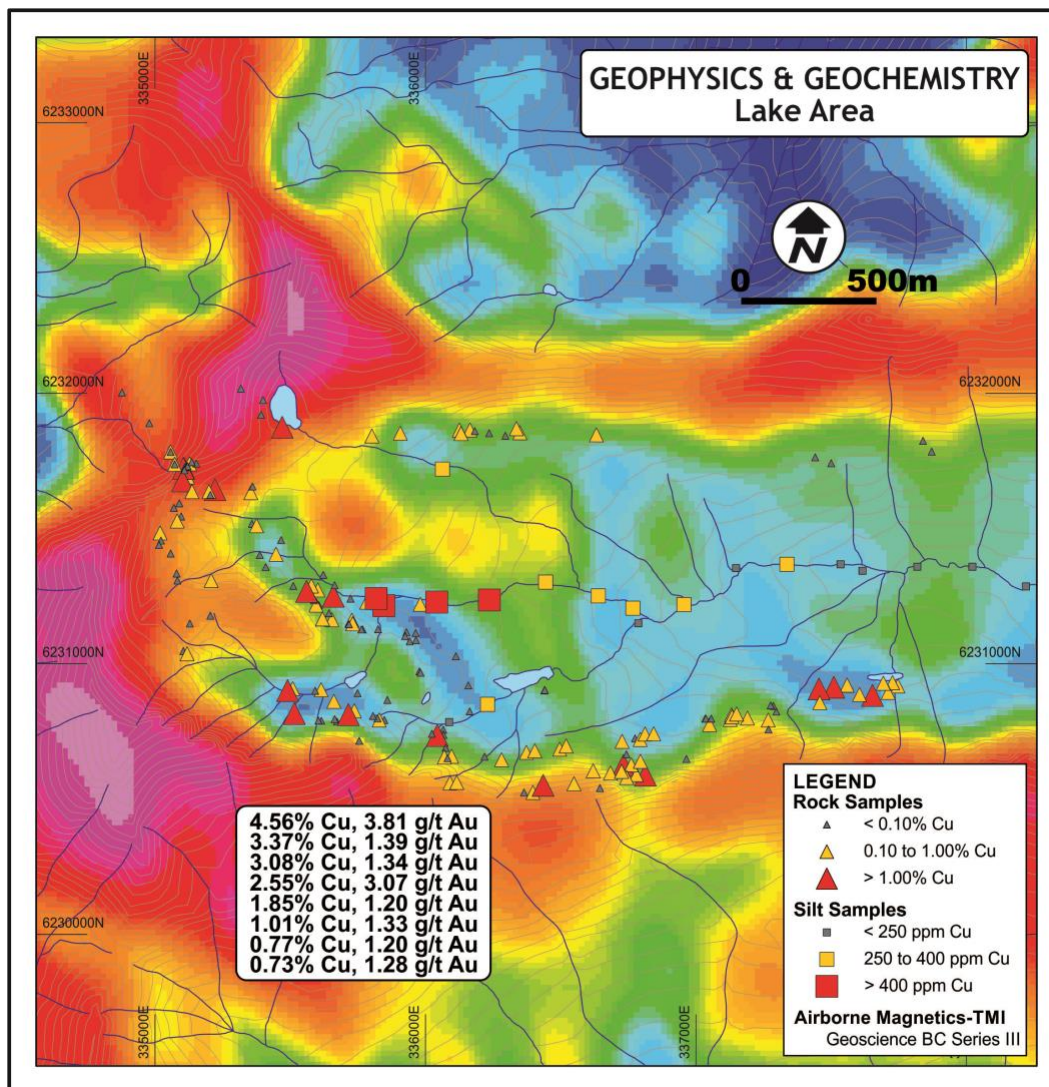 GEOPHYSICS & GEOCHEMISTRY
Lake Area
335000E
336000E
6233000N
N
0 500m
6232000N
6232000N
6231000N
6231000N
4.56% Cu, 3.81 g/t Au
3.37% Cu, 1.39 g/t Au
3.08% Cu, 1.34 g/t Au
2.55% Cu, 3.07 g/t Au
1.85% Cu, 1.20 g/t Au
1.01% Cu, 1.33 g/t Au
0.77% Cu, 1.20 g/t Au
0.73% Cu, 1.28 g/t Au
6230000N
335000E
336000E
337000E
LEGEND
Rock Samples
< 0.10% Cu
0.10 to 1.00% Cu
> 1.00% Cu
Silt Samples
< 250 ppm Cu
250 to 400 ppm Cu
> 400 ppm Cu
Airborne Magnetics-TMI
Geoscience BC Series III